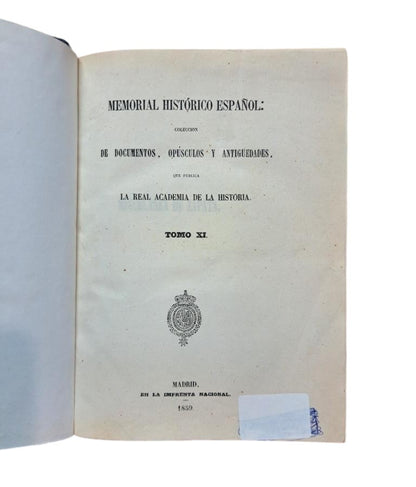 MEMORIAL HISTÓRICO ESPAÑOL:
COLECCION
DE DOCUMENTOS, OPÚSCULOS Y ANTIGÜEDADES,
QUE PUBLICA
LA REAL ACADEMIA DE LA HISTORIA.
TOMO XI.
MADRID,
EN LA IMPRENTA NACIONAL.
1859